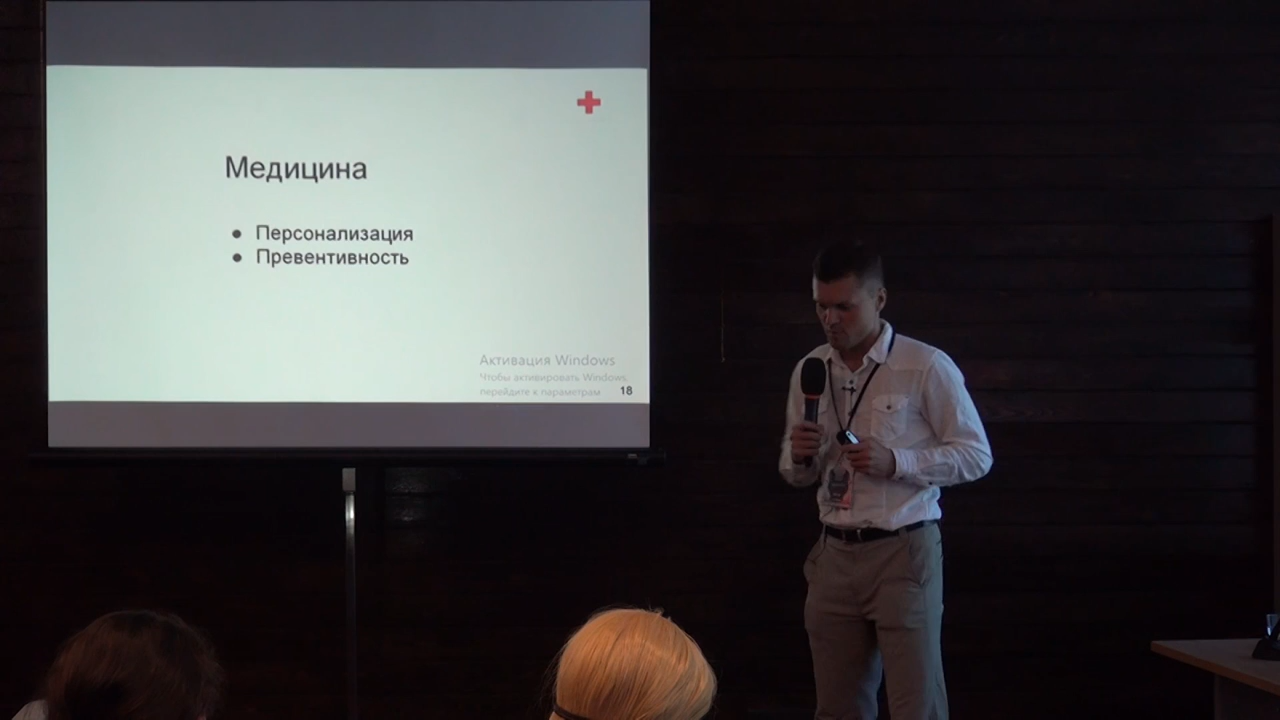 Медицина
Персонализация
Превентивность
Активация Windows
Чтобы активировать Windows,
перейдите к параметрам
18